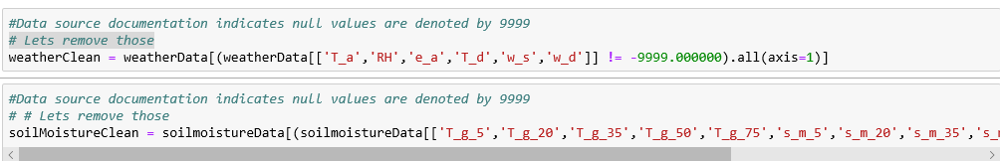 #Data source documentation indicates null values are denoted by 9999
# Lets remove those
weatherClean = weatherData[(weatherData[['T_a','RH','e_a','T_d','w_s','w_d']] != -9999.000000).all(axis=1)]
#Data source documentation indicates null values are denoted by 9999
# # Lets remove those
soilMoistureClean = soilmoistureData[(soilmoistureData[['T_g_5','T_g_20','T_g_35','T_g_50','T_g_75','s_m_5','s_m_20','s_m_35','s_